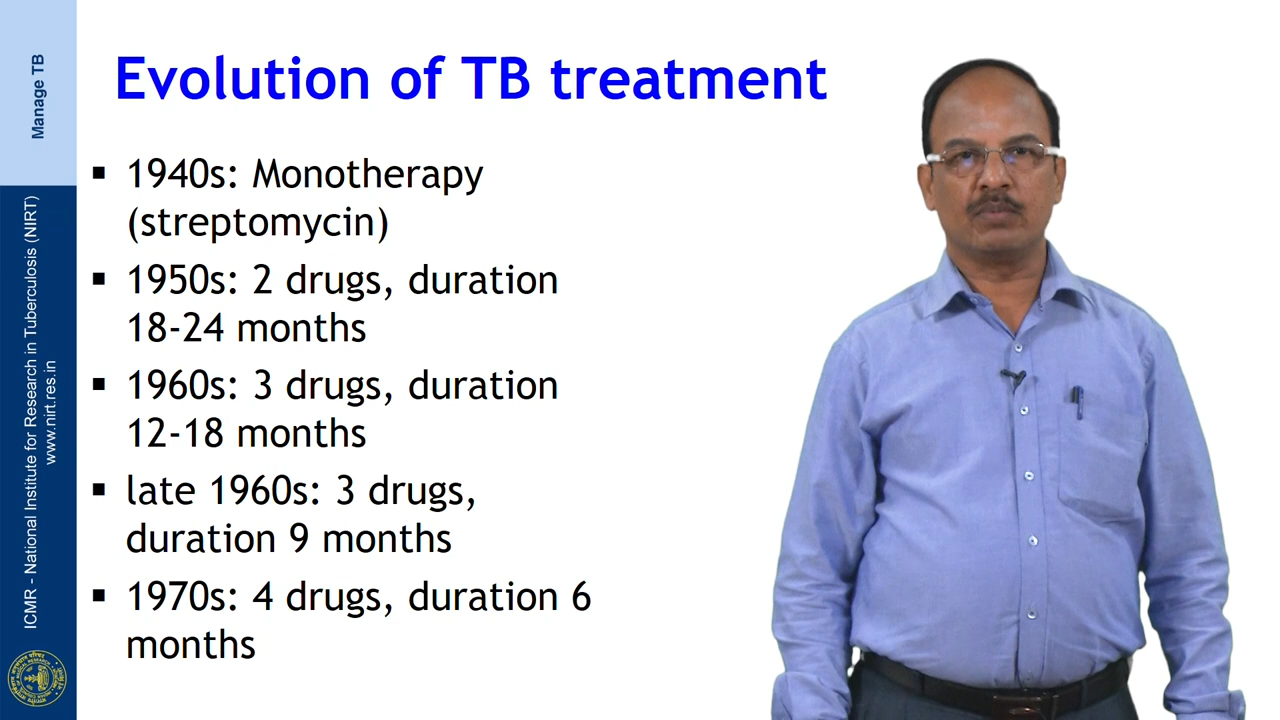 Evolution of TB treatment
▪ 1940s: Monotherapy
(streptomycin)
▪ 1950s: 2 drugs, duration
18-24 months
▪ 1960s: 3 drugs, duration
12-18 months
▪ late 1960s: 3 drugs,
duration 9 months
▪ 1970s: 4 drugs, duration 6
months
Manage TB
ICMR - National Institute for Research in Tuberculosis (NIRT)
www.nirt.res.in